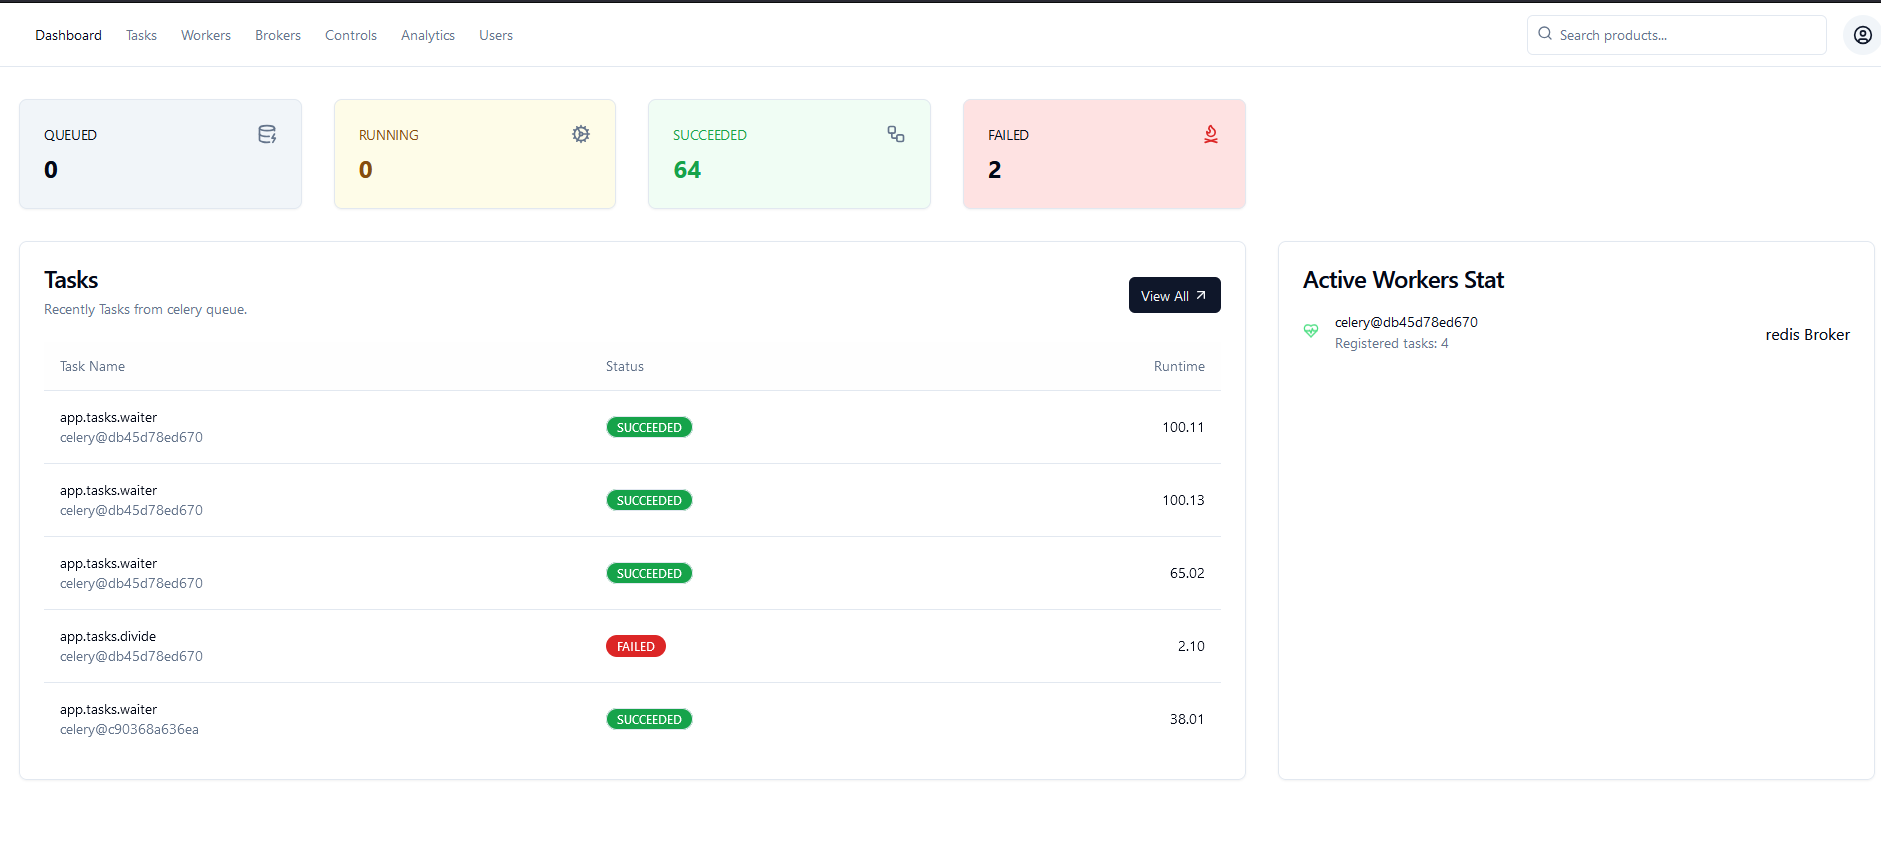 Dashboard Tasks Workers Brokers Controls Analytics Users Search products...
QUEUED
0
RUNNING
0
SUCCEEDED
64
FAILED
2
Tasks
Recently Tasks from celery queue.
View All
Task Name Status Runtime
app.tasks.waiter
celery@db45d78ed670
SUCCEEDED
100.11
app.tasks.waiter
celery@db45d78ed670
SUCCEEDED
100.13
app.tasks.waiter
celery@db45d78ed670
SUCCEEDED
65.02
app.tasks.divide
celery@db45d78ed670
FAILED
2.10
app.tasks.waiter
celery@c90368a636ea
SUCCEEDED
38.01
Active Workers Stat
celery@db45d78ed670
Registered tasks: 4
redis Broker